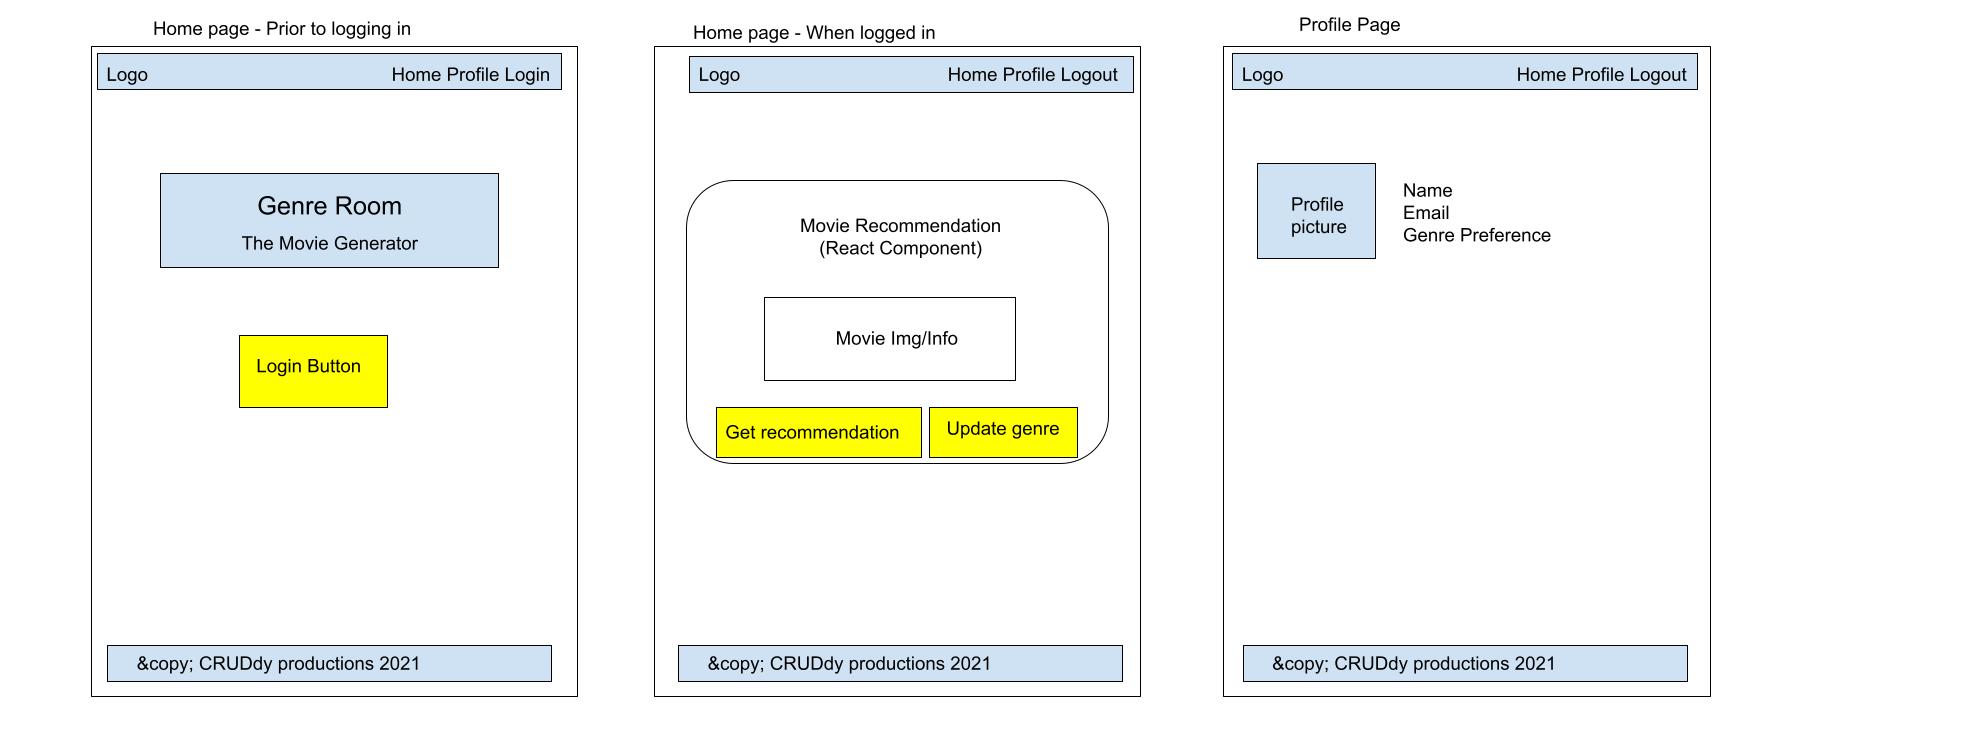 Home page - Prior to logging in
Logo
Home Profile Login
Genre Room
The Movie Generator
Login Button
&copy; CRUDdy productions 2021
Home page - When logged in
Logo
Home Profile Logout
Movie Recommendation
(React Component)
Movie Img/Info
Get recommendation
Update genre
&copy; CRUDdy productions 2021
Profile Page
Logo
Home Profile Logout
Profile
picture
Name
Email
Genre Preference
&copy; CRUDdy productions 2021